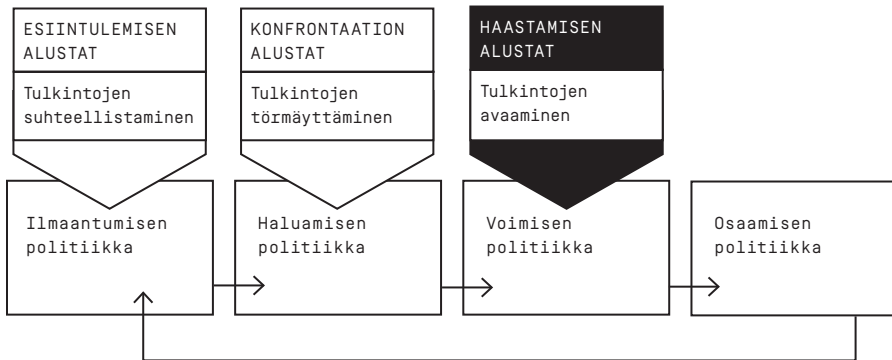 ESIINTULEMISEN
ALUSTAT
Tulkintojen
suhteellistaminen
KONFRONTAATION
ALUSTAT
Tulkintojen
törmäyttäminen
HAASTAMISEN
ALUSTAT
Tulkintojen
avaaminen
Ilmaantumisen
politiikka
Haluamisen
politiikka
Voimisen
politiikka
Osaamisen
politiikka